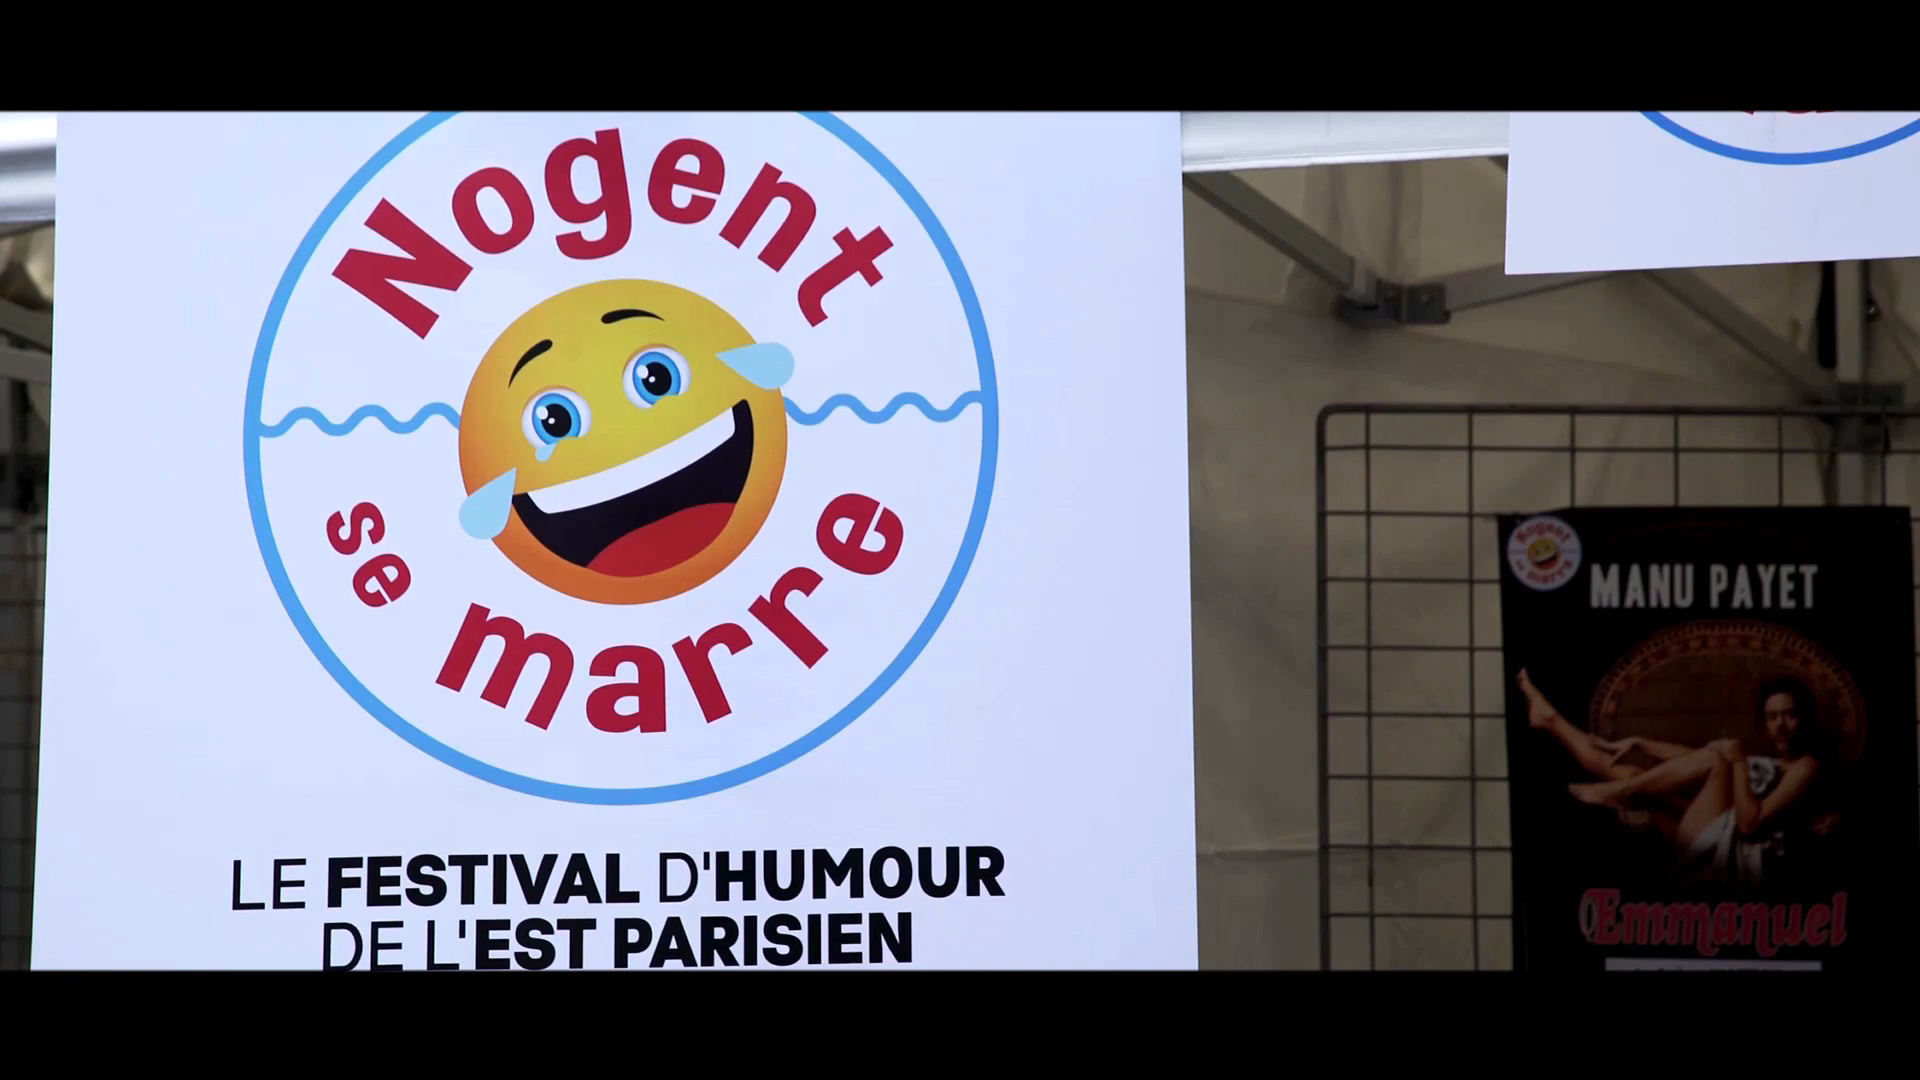 Nogent
se marre
LE FESTIVAL D'HUMOUR
DE L'EST PARISIEN
Nogent
se marre
MANU PAYET
Emmanuel